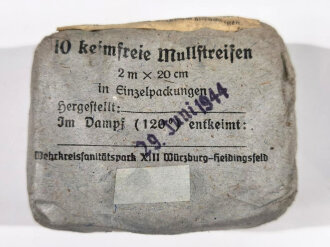 10 keimfreie Mullstreifen
2 m × 20 cm
in Einzelpackungen
Hergestellt:
Im Dampf (120°) entkeimt:
29. Juni 1944
Wehrkreissanitätspark XIII Würzburg-Heidingsfeld